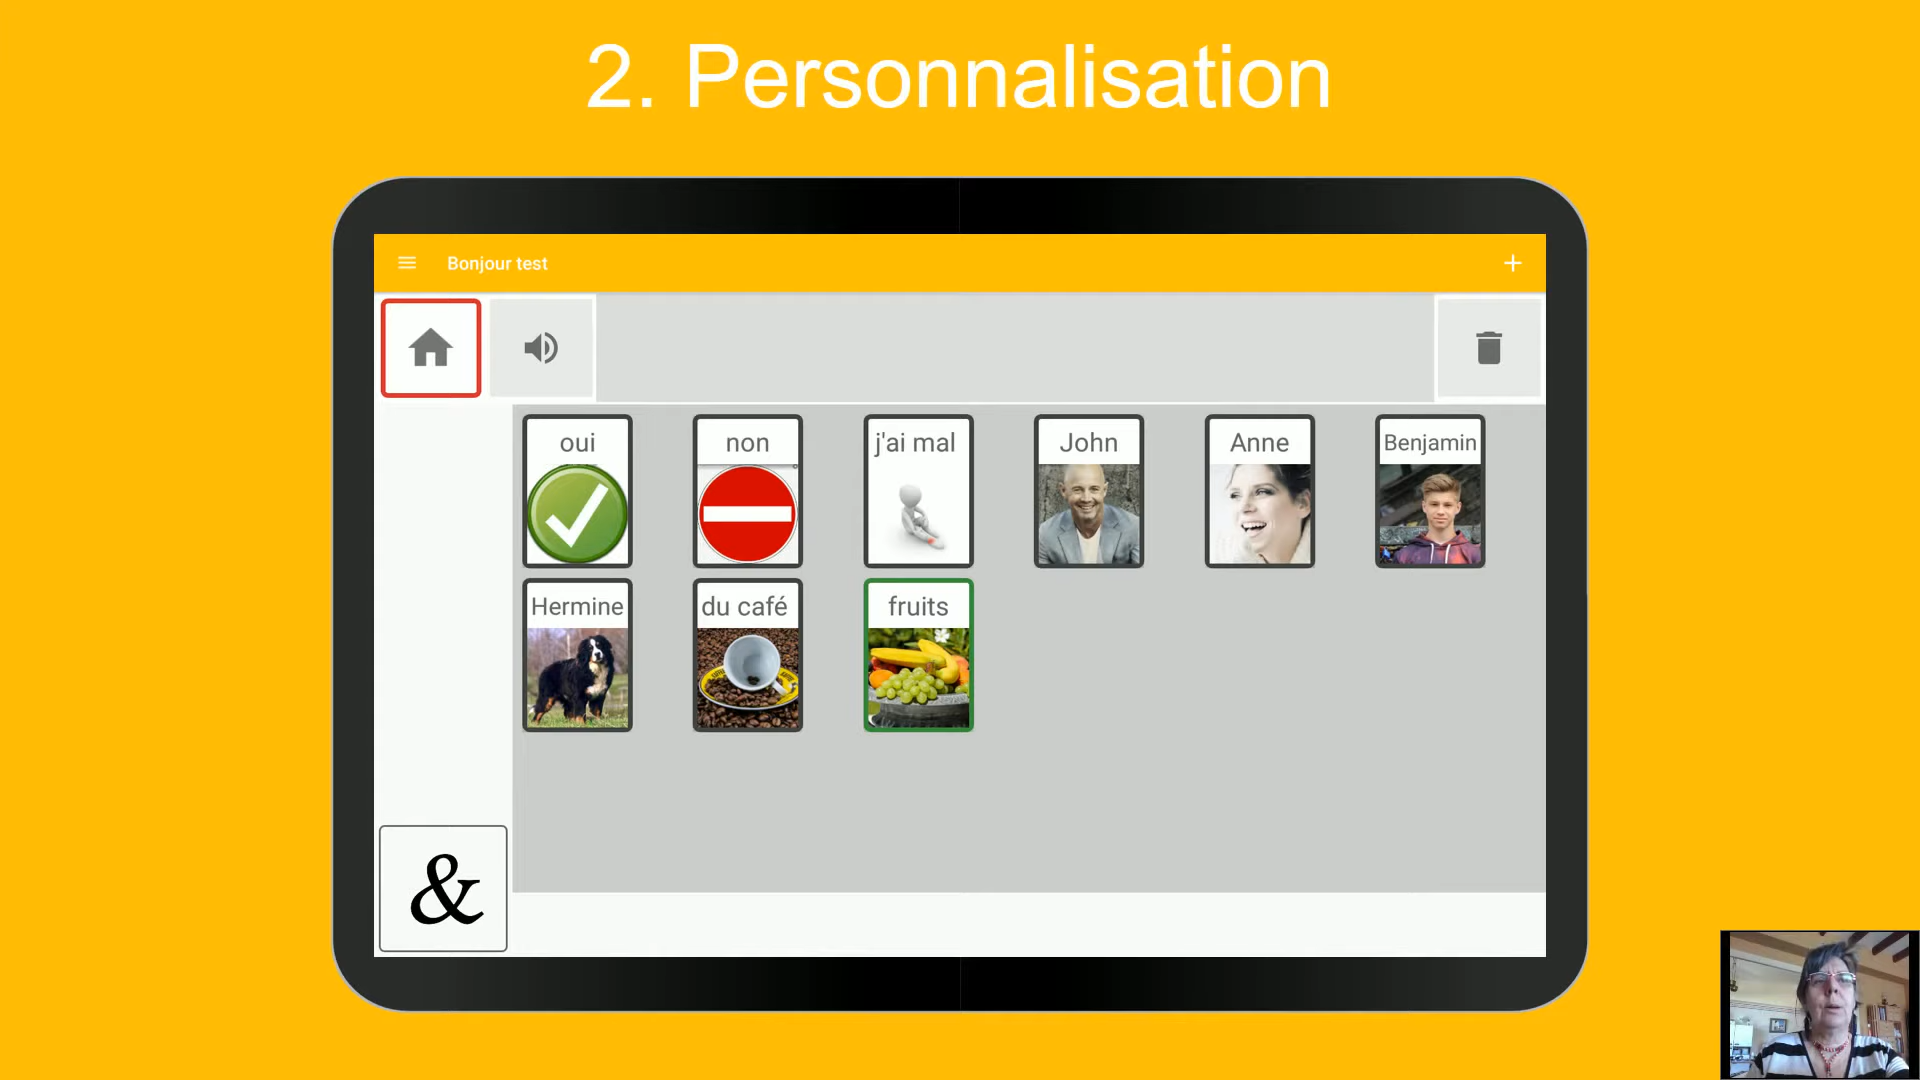 2. Personnalisation
Bonjour test
oui
non
j'ai mal
John
Anne
Benjamin
Hermine
du café
fruits
&